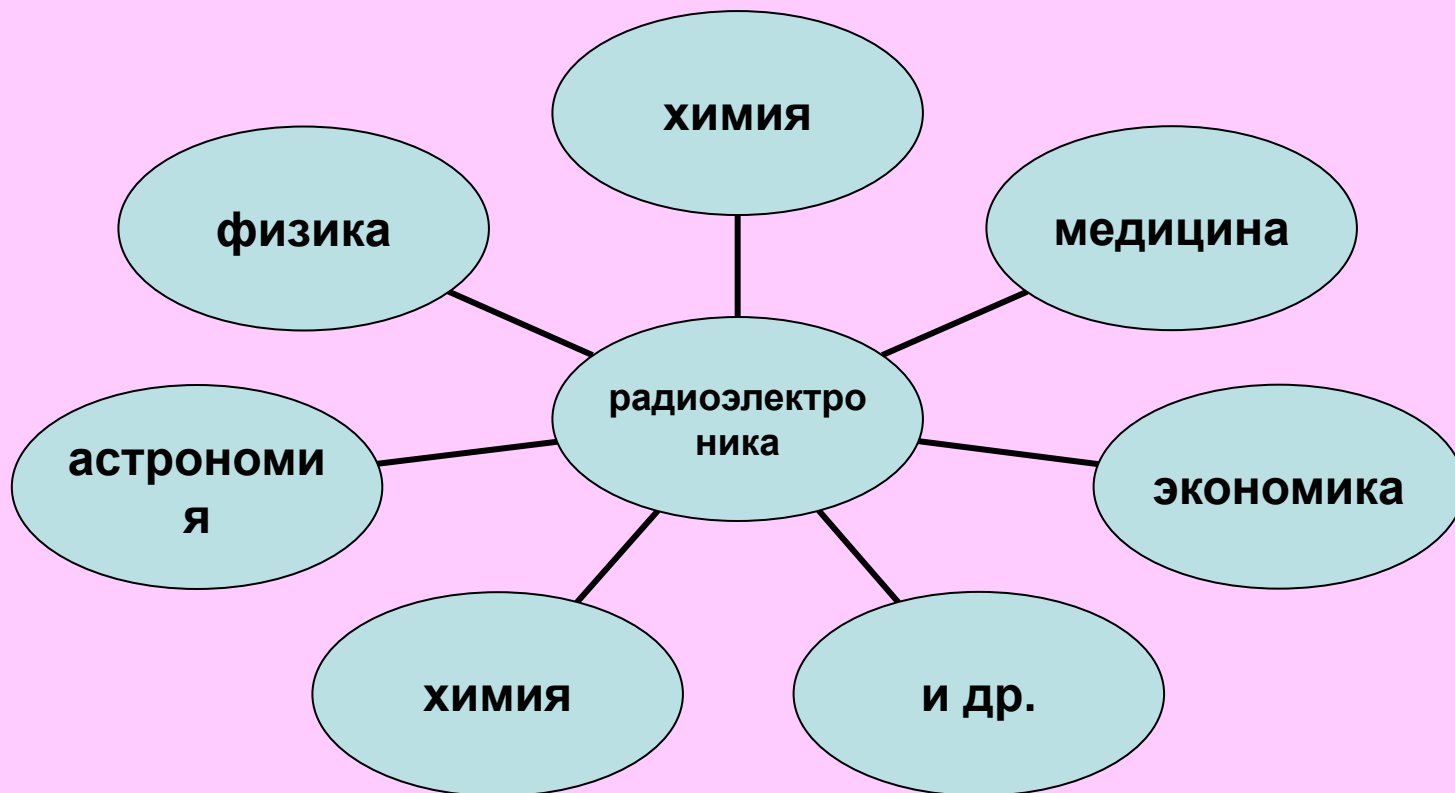 химия
физика
медицина
радиоэлектро
ника
астрономи
я
экономика
химия
и др.